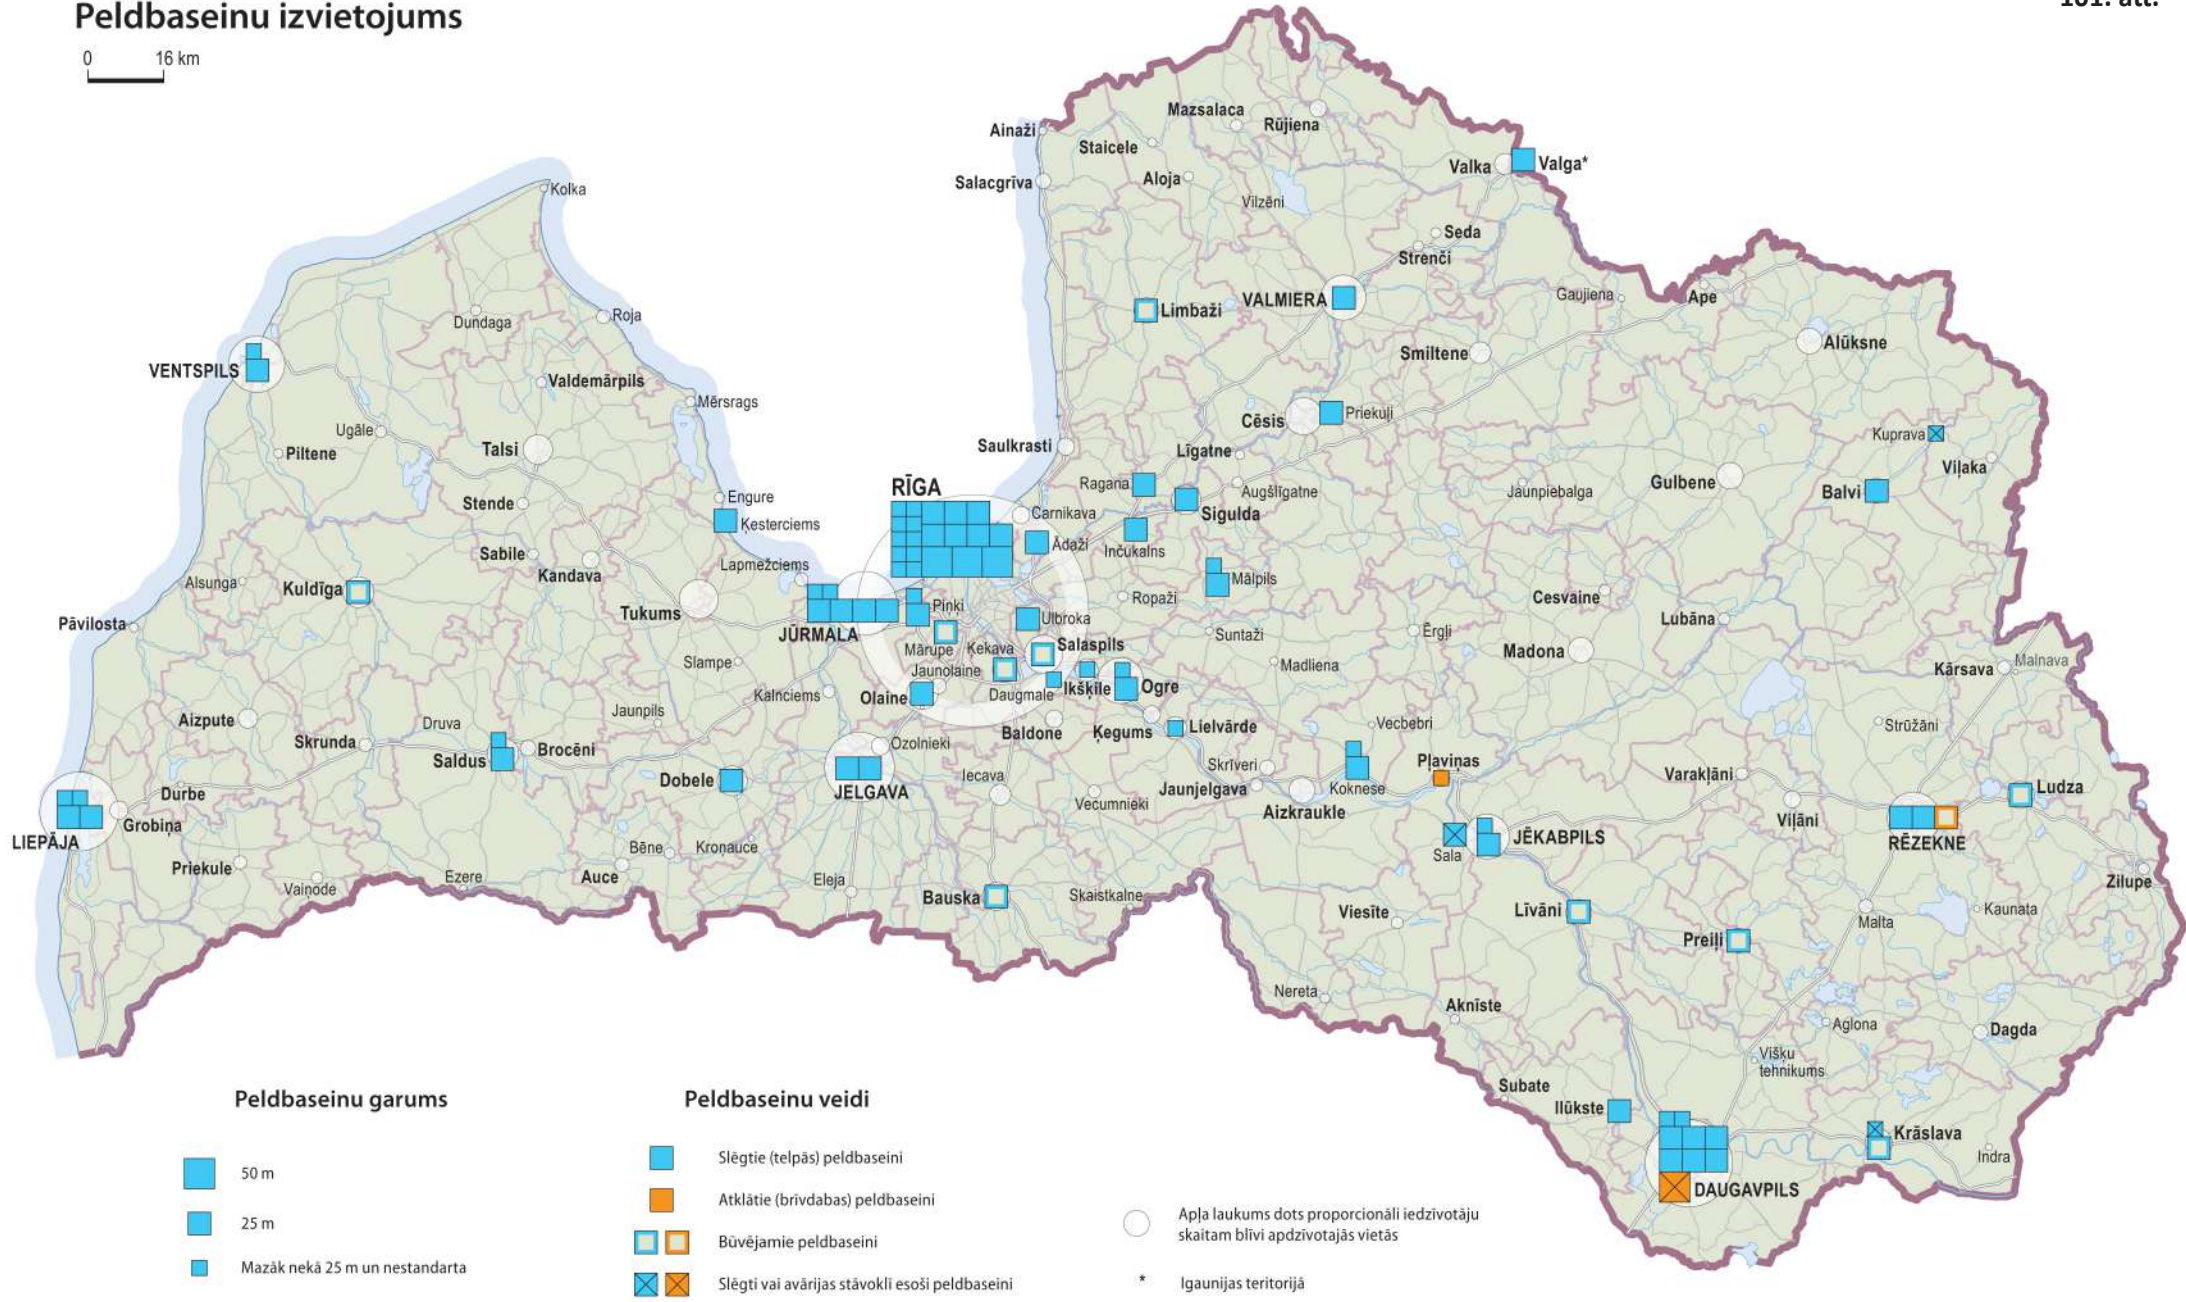 Peldbaseinu izvietojums
101. att.
0 16 km
Mazsalaca
Rūjiena
Ainaži
Staicele
Valka
Valga*
Aloja
Salacgrīva
Kolka
Vilzēni
Seda
Strenči
Gaujiena
Ape
Limbaži
VALMIERA
Roja
Dundaga
Alūksne
Smiltene
VENTSPILS
Valdemārpils
Mērsrags
Cēsis
Priekuļi
Ugāle
Kuprava
Talsi
Piltene
Saulkrasti
Līgatne
Viļaka
Ragana
Gulbene
RĪGA
Augšlīgatne
Jaunpiebalga
Balvi
Engure
Stende
Carnikava
Sigulda
Ķesterciems
Ādaži
Inčukalns
Sabile
Lapmežciems
Kandava
Mālpils
Alsunga
Kuldīga
Ropaži
Cesvaine
Piņķi
Tukums
Ulbroka
Lubāna
Pāvilosta
JŪRMALA
Suntaži
Ērgļi
Salaspils
Mārupe
Ķekava
Madona
Slampe
Madliena
Malnava
Kārsava
Jaunolaine
Daugmale
Ikšķile
Ogre
Kalnciems
Olaine
Jaunpils
Aizpute
Druva
Vecbebri
Strūžāni
Lielvārde
Baldone
Ķegums
Skrunda
Brocēni
Ozolnieki
Saldus
Pļaviņas
Skrīveri
Varakļāni
Iecava
Dobele
Jaunjelgava
Koknese
Ludza
JELGAVA
Durbe
Vecumnieki
Aizkraukle
Viļāni
Grobiņa
LIEPĀJA
JĒKABPILS
RĒZEKNE
Bēne
Kroņauce
Sala
Priekule
Ezere
Auce
Eleja
Zilupe
Vaiņode
Bauska
Skaistkalne
Viesīte
Līvāni
Kaunata
Malta
Preiļi
Nereta
Aknīste
Aglona
Dagda
Višķu
tehnikums
Subate
Ilūkste
Krāslava
Indra
DAUGAVPILS
Peldbaseinu garums
50 m
25 m
Mazāk nekā 25 m un nestandarta
Peldbaseinu veidi
Slēgtie (telpās) peldbaseini
Atklātie (brīvdabas) peldbaseini
Būvējamie peldbaseini
Slēgti vai avārijas stāvoklī esoši peldbaseini
Apļa laukums dots proporcionāli iedzīvotāju
skaitam blīvi apdzīvotajās vietās
* Igaunijas teritorijā